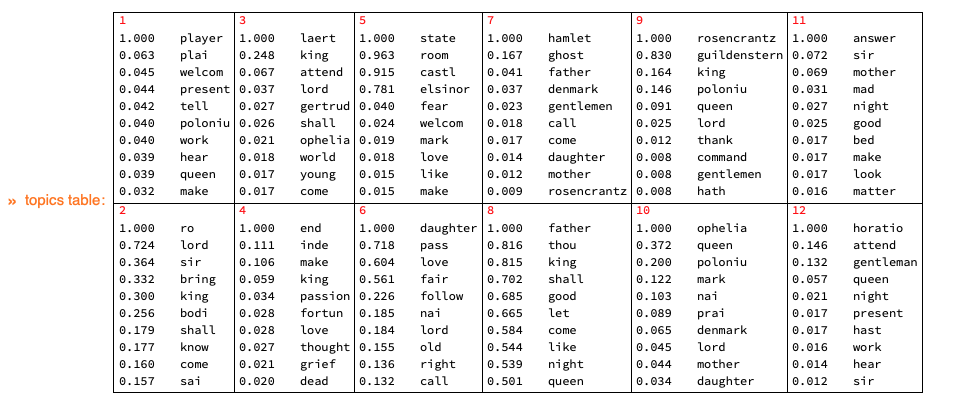 1 3 5 7 9 11
1.000 player 1.000 laert 1.000 state 1.000 hamlet 1.000 rosencrantz 1.000 answer
0.063 plai 0.248 king 0.963 room 0.167 ghost 0.830 guildenstern 0.072 sir
0.045 welcom 0.067 attend 0.915 castl 0.041 father 0.164 king 0.069 mother
0.044 present 0.037 lord 0.781 elsinor 0.037 denmark 0.146 poloniu 0.031 mad
0.042 tell 0.027 gertrud 0.040 fear 0.023 gentlemen 0.091 queen 0.027 night
0.040 poloniu 0.026 shall 0.024 welcom 0.018 call 0.025 lord 0.025 good
0.040 work 0.021 ophelia 0.019 mark 0.017 come 0.012 thank 0.017 bed
0.039 hear 0.018 world 0.018 love 0.014 daughter 0.008 command 0.017 make
0.039 queen 0.017 young 0.015 like 0.012 mother 0.008 gentlemen 0.017 look
0.032 make 0.017 come 0.015 make 0.009 rosencrantz 0.008 hath 0.016 matter
» topics table:
2 4 6 8 10 12
1.000 ro 1.000 end 1.000 daughter 1.000 father 1.000 ophelia 1.000 horatio
0.724 lord 0.111 inde 0.718 pass 0.816 thou 0.372 queen 0.146 attend
0.364 sir 0.106 make 0.604 love 0.815 king 0.200 poloniu 0.132 gentleman
0.332 bring 0.059 king 0.561 fair 0.702 shall 0.122 mark 0.057 queen
0.300 king 0.034 passion 0.226 follow 0.685 good 0.103 nai 0.021 night
0.256 bodi 0.028 fortun 0.185 nai 0.665 let 0.089 prai 0.017 present
0.179 shall 0.028 love 0.184 lord 0.584 come 0.065 denmark 0.017 hast
0.177 know 0.027 thought 0.155 old 0.544 like 0.045 lord 0.016 work
0.160 come 0.021 grief 0.136 right 0.539 night 0.044 mother 0.014 hear
0.157 sai 0.020 dead 0.132 call 0.501 queen 0.034 daughter 0.012 sir